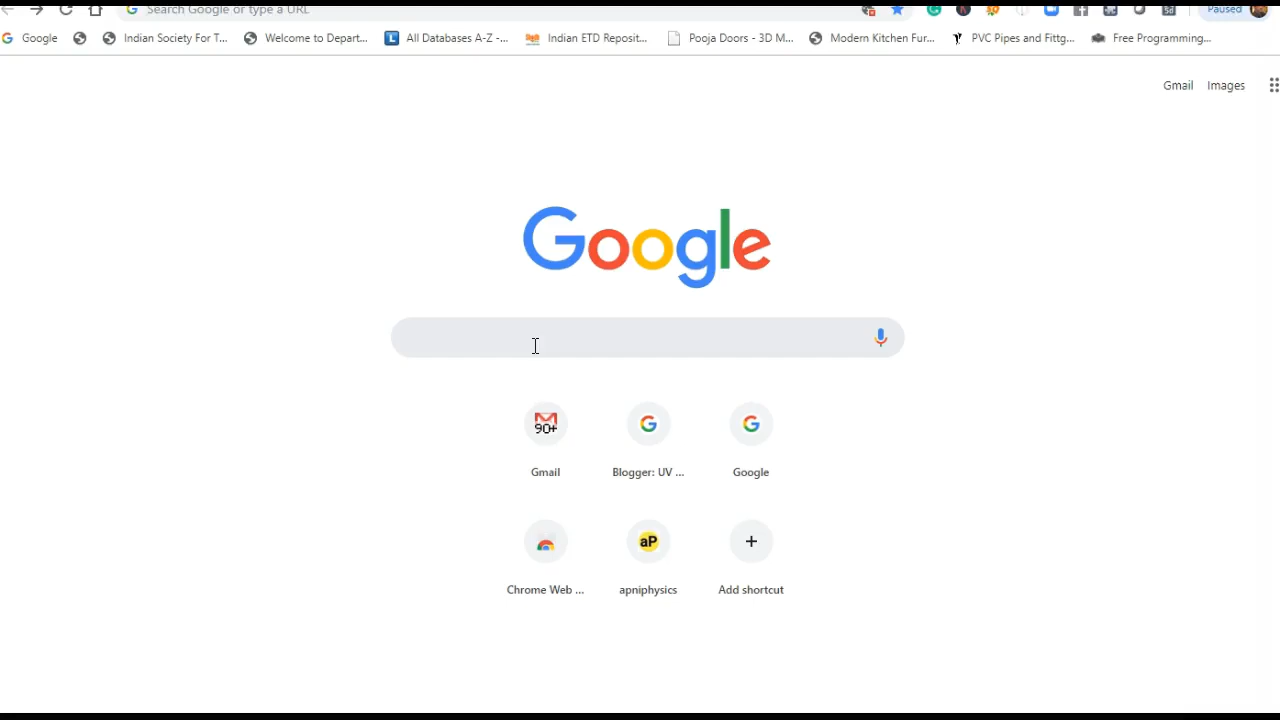 Search Google or type a URL
Paused
Google
Indian Society For T...
Welcome to Depart...
All Databases A-Z -...
Indian ETD Reposit...
Pooja Doors - 3D M...
Modern Kitchen Fur...
PVC Pipes and Fittg...
Free Programming...
Gmail Images
Google
90+
Gmail
Blogger: UV ...
Google
aP
Chrome Web ...
apniphysics
Add shortcut